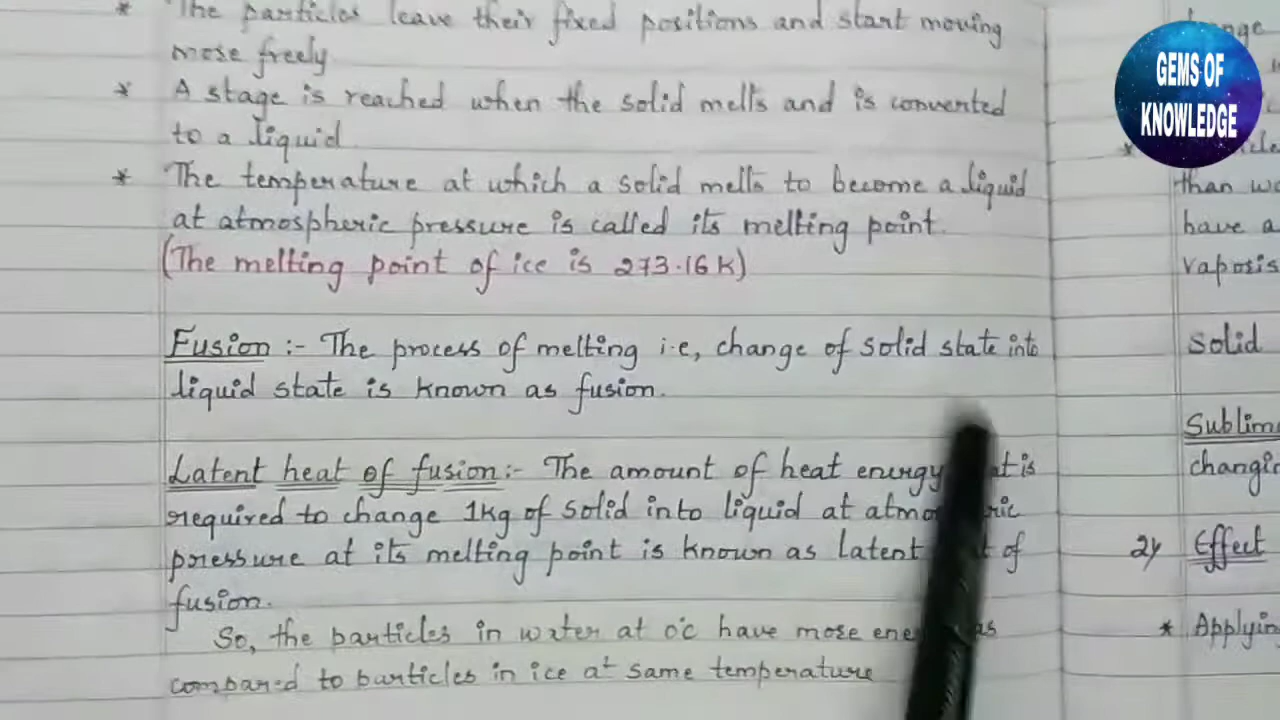 * The particles leave their fixed positions and start moving
more freely.
* A stage is reached when the solid melts and is converted
to a liquid.
* The temperature at which a solid melts to become a liquid
at atmospheric pressure is called its melting point.
(The melting point of ice is 273.16K)
Fusion :- The process of melting i.e, change of solid state into
liquid state is known as fusion.
Latent heat of fusion :- The amount of heat energy is
required to change 1kg of solid into liquid at
pressure at its melting point is known as latent of
fusion.
So, the particles in water at 0°c have more as
compared to particles in ice at same temperature
GEMS OF
KNOWLEDGE
than
have a
solid
changin
2y Effect
* Applyin